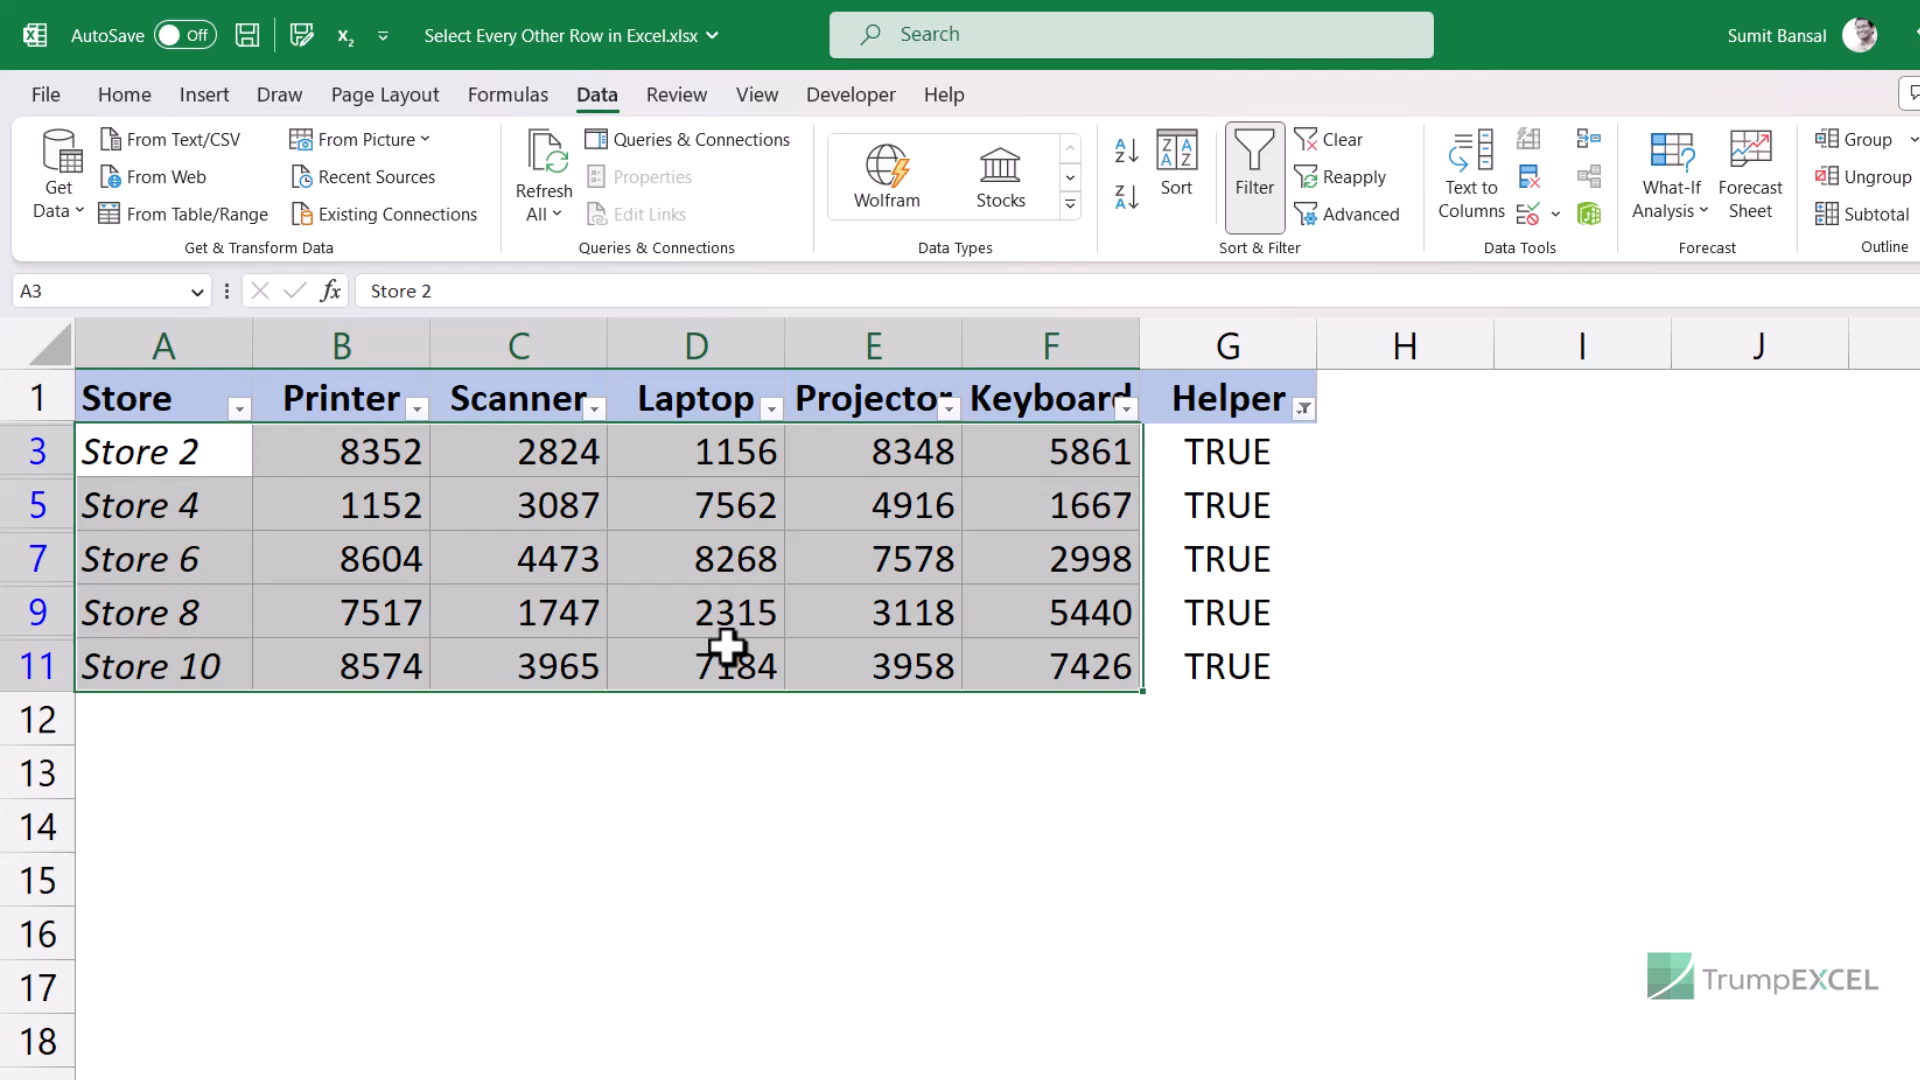 AutoSave Off x₂ Select Every Other Row in Excel.xlsx Search Sumit Bansal
File Home Insert Draw Page Layout Formulas Data Review View Developer Help
Get Data
From Text/CSV
From Web
From Table/Range
From Picture
Recent Sources
Existing Connections
Get & Transform Data
Refresh All
Queries & Connections
Properties
Edit Links
Queries & Connections
Wolfram
Stocks
Data Types
Sort
Filter
Clear
Reapply
Advanced
Sort & Filter
Text to Columns
Data Tools
What-If Analysis
Forecast Sheet
Forecast
Group
Ungroup
Subtotal
Outline
A3 fx Store 2
A B C D E F G H I J
1 Store Printer Scanner Laptop Projector Keyboard Helper
3 Store 2 8352 2824 1156 8348 5861 TRUE
5 Store 4 1152 3087 7562 4916 1667 TRUE
7 Store 6 8604 4473 8268 7578 2998 TRUE
9 Store 8 7517 1747 2315 3118 5440 TRUE
11 Store 10 8574 3965 7184 3958 7426 TRUE
12
13
14
15
16
17
18
TrumpEXCEL